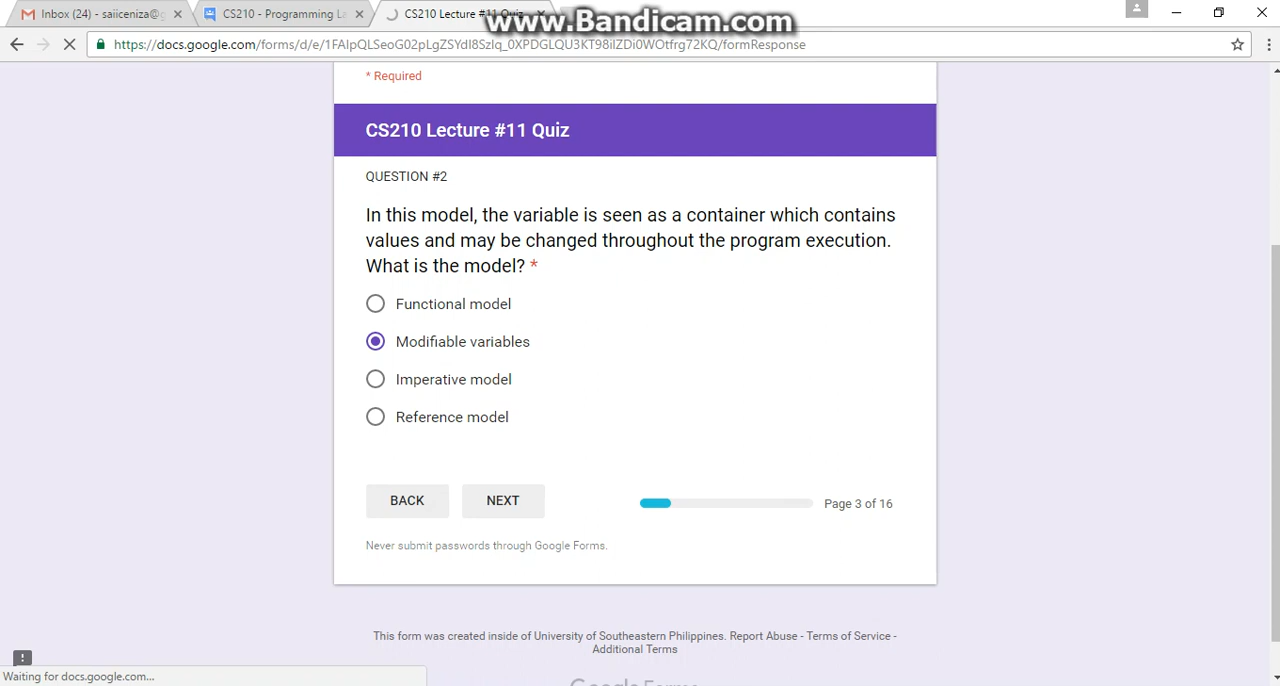 www.Bandicam.com
Inbox (24) - saiiceniza@g
CS210 - Programming La
CS210 Lecture #11 Quiz
https://docs.google.com/forms/d/e/1FAIpQLSeoG02pLgZSYdI8SzIq_0XPDGLQU3KT98iIZDi0WOtfrg72KQ/formResponse
* Required
CS210 Lecture #11 Quiz
QUESTION #2
In this model, the variable is seen as a container which contains
values and may be changed throughout the program execution.
What is the model? *
Functional model
Modifiable variables
Imperative model
Reference model
BACK
NEXT
Page 3 of 16
Never submit passwords through Google Forms.
This form was created inside of University of Southeastern Philippines. Report Abuse - Terms of Service -
Additional Terms
Google Forms
Waiting for docs.google.com...